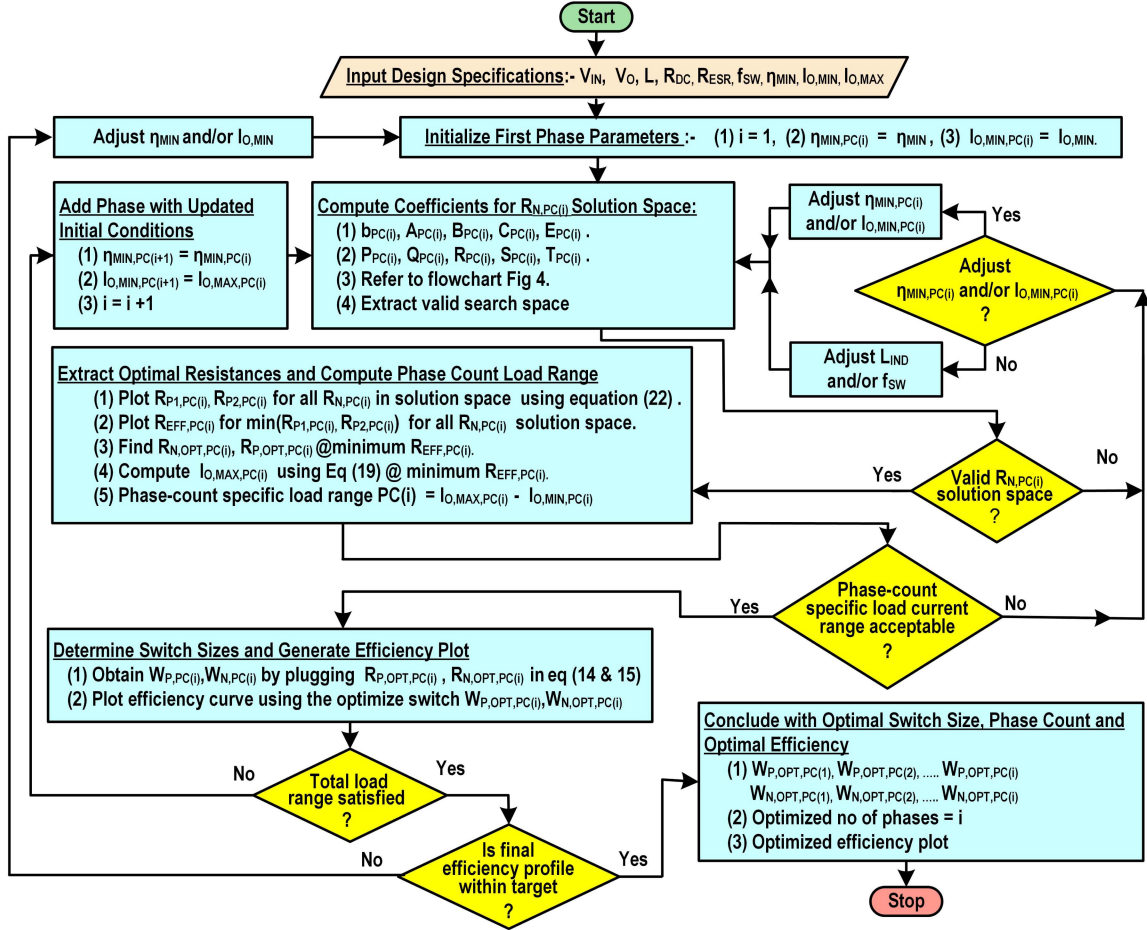 Start
Input Design Specifications:- VIN, VO, L, RDC, RESR, fSW, ηMIN, IO,MIN, IO,MAX
Adjust ηMIN and/or IO,MIN
Initialize First Phase Parameters :- (1) i = 1, (2) ηMIN,PC(i) = ηMIN , (3) IO,MIN,PC(i) = IO,MIN.
Add Phase with Updated
Initial Conditions
(1) ηMIN,PC(i+1) = ηMIN,PC(i)
(2) IO,MIN,PC(i+1) = IO,MAX,PC(i)
(3) i = i +1
Compute Coefficients for RN,PC(i) Solution Space:
(1) bPC(i), APC(i), BPC(i), CPC(i), EPC(i) .
(2) PPC(i), QPC(i), RPC(i), SPC(i), TPC(i) .
(3) Refer to flowchart Fig 4.
(4) Extract valid search space
Adjust ηMIN,PC(i)
and/or IO,MIN,PC(i)
Yes
Adjust
ηMIN,PC(i) and/or IO,MIN,PC(i)
?
No
Adjust LIND
and/or fSW
Extract Optimal Resistances and Compute Phase Count Load Range
(1) Plot RP1,PC(i), RP2,PC(i) for all RN,PC(i) in solution space using equation (22) .
(2) Plot REFF,PC(i) for min(RP1,PC(i), RP2,PC(i)) for all RN,PC(i) solution space.
(3) Find RN,OPT,PC(i), RP,OPT,PC(i) @minimum REFF,PC(i).
(4) Compute IO,MAX,PC(i) using Eq (19) @ minimum REFF,PC(i).
(5) Phase-count specific load range PC(i) = IO,MAX,PC(i) - IO,MIN,PC(i)
Yes
Valid RN,PC(i)
solution space
?
No
Yes
Phase-count
specific load current
range acceptable
?
No
Determine Switch Sizes and Generate Efficiency Plot
(1) Obtain WP,PC(i),WN,PC(i) by plugging RP,OPT,PC(i) , RN,OPT,PC(i) in eq (14 & 15)
(2) Plot efficiency curve using the optimize switch WP,OPT,PC(i),WN,OPT,PC(i)
No
Total load
range satisfied
?
Yes
No
Is final
efficiency profile
within target
?
Yes
Conclude with Optimal Switch Size, Phase Count and
Optimal Efficiency
(1) WP,OPT,PC(1), WP,OPT,PC(2), ..... WP,OPT,PC(i)
WN,OPT,PC(1), WN,OPT,PC(2), .... WN,OPT,PC(i)
(2) Optimized no of phases = i
(3) Optimized efficiency plot
Stop